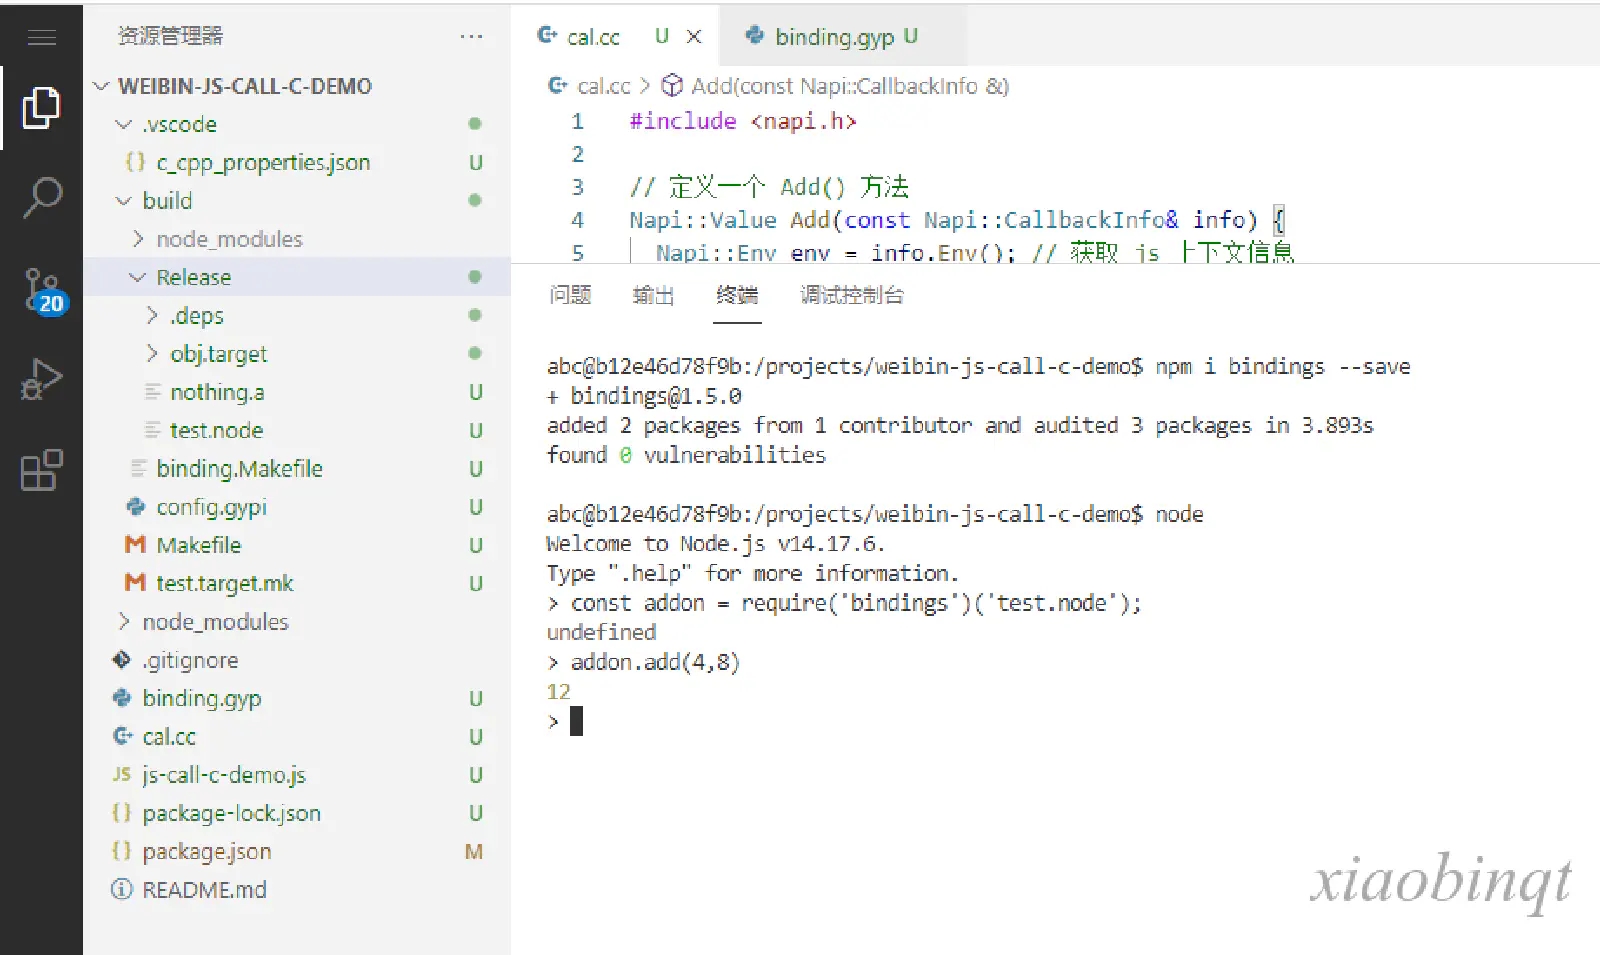 资源管理器
WEIBIN-JS-CALL-C-DEMO
.vscode
c_cpp_properties.json U
build
node_modules
Release
.deps
obj.target
nothing.a U
test.node U
binding.Makefile U
config.gypi U
Makefile U
test.target.mk U
node_modules
.gitignore
binding.gyp U
cal.cc U
JS js-call-c-demo.js U
package-lock.json U
package.json M
README.md
20
cal.cc U
binding.gyp U
cal.cc > Add(const Napi::CallbackInfo &)
1 #include <napi.h>
2
3 // 定义一个 Add() 方法
4 Napi::Value Add(const Napi::CallbackInfo& info) {
5 Napi::Env env = info.Env(); // 获取 js 上下文信息
问题 输出 终端 调试控制台
abc@b12e46d78f9b:/projects/weibin-js-call-c-demo$ npm i bindings --save
+ bindings@1.5.0
added 2 packages from 1 contributor and audited 3 packages in 3.893s
found 0 vulnerabilities
abc@b12e46d78f9b:/projects/weibin-js-call-c-demo$ node
Welcome to Node.js v14.17.6.
Type ".help" for more information.
> const addon = require('bindings')('test.node');
undefined
> addon.add(4,8)
12
>
xiaobinqt